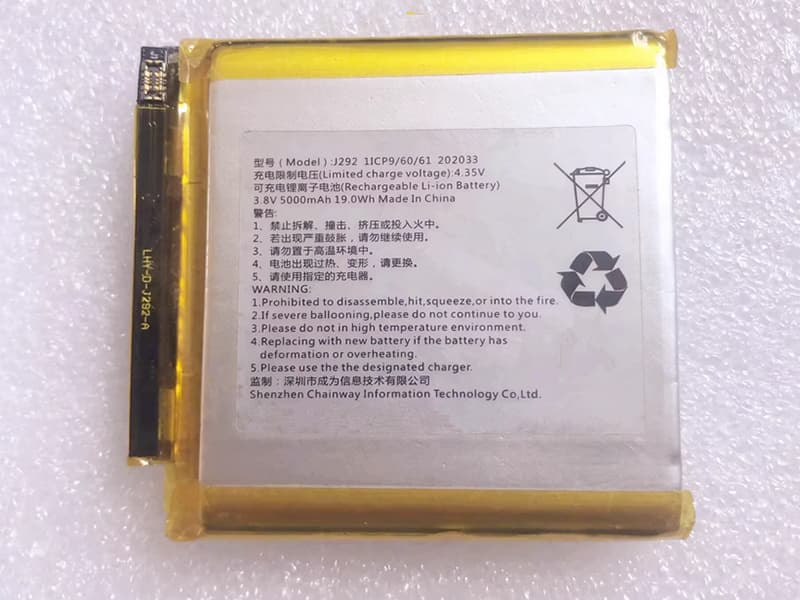 型号 (Model) :J292 1ICP9/60/61 202033
充电限制电压(Limited charge voltage):4.35V
可充电锂离子电池(Rechargeable Li-ion Battery)
3.8V 5000mAh 19.0Wh Made In China
警告:
1、禁止拆解、撞击、挤压或投入火中。
2、若出现严重鼓胀，请勿继续使用。
3、请勿置于高温环境中。
4、电池出现过热、变形，请更换。
5、请使用指定的充电器。
WARNING:
1.Prohibited to disassemble,hit,squeeze,or into the fire.
2.If severe ballooning,please do not continue to you.
3.Please do not in high temperature environment.
4.Replacing with new battery if the battery has
deformation or overheating.
5.Please use the the designated charger.
监制：深圳市成为信息技术有限公司
Shenzhen Chainway Information Technology Co,Ltd.
LHY-D-J292-A